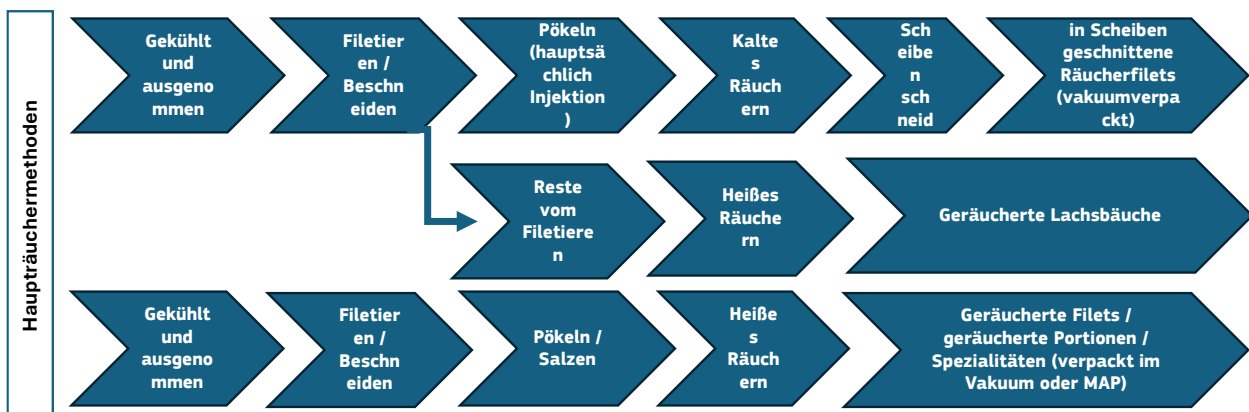 Haupträuchermethoden
Gekühlt
und
ausgeno
mmen
Filetier
en /
Beschn
eiden
Pökeln
(hauptsä
chlich
Injektion
)
Kalte
s
Räuch
ern
Sch
eibe
n
sch
neid
in Scheiben
geschnittene
Räucherfilets
(vakuumverpa
ckt)
Reste
vom
Filetiere
n
Heißes
Räuche
rn
Geräucherte Lachsbäuche
Gekühlt
und
ausgeno
mmen
Filetier
en /
Beschn
eiden
Pökeln /
Salzen
Heiße
s
Räuch
ern
Geräucherte Filets /
geräucherte Portionen /
Spezialitäten (verpackt im
Vakuum oder MAP)